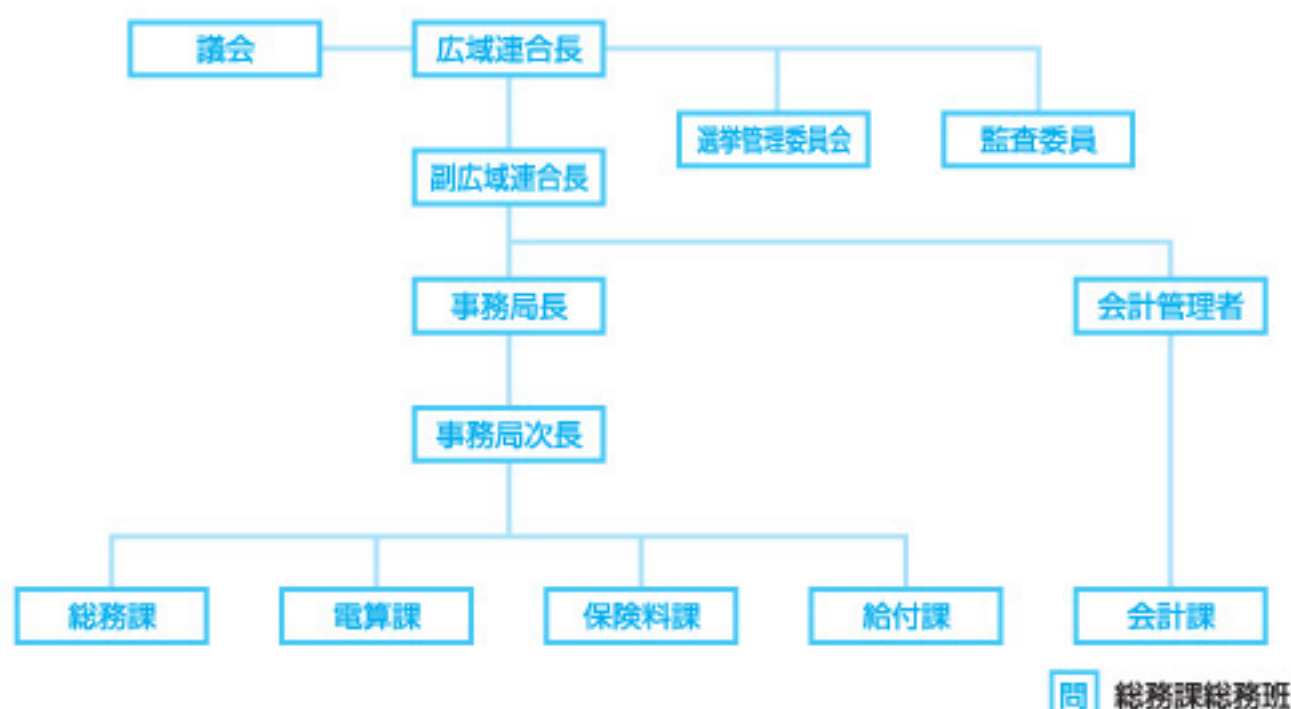 議会
広域連合長
選挙管理委員会
監査委員
副広域連合長
事務局長
会計管理者
事務局次長
総務課
電算課
保険料課
給付課
会計課
問 総務課総務班